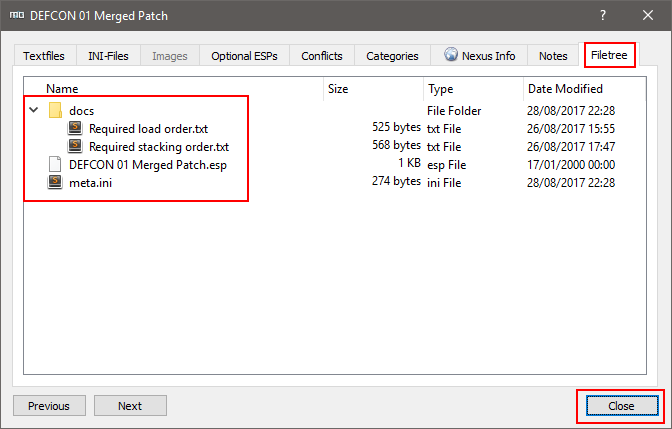 DEFCON 01 Merged Patch
Textfiles INI-Files Images Optional ESPs Conflicts Categories Nexus Info Notes Filetree
Name Size Type Date Modified
docs File Folder 28/08/2017 22:28
Required load order.txt 525 bytes txt File 26/08/2017 15:55
Required stacking order.txt 568 bytes txt File 26/08/2017 17:47
DEFCON 01 Merged Patch.esp 1 KB esp File 17/01/2000 00:00
meta.ini 274 bytes ini File 28/08/2017 22:28
Previous Next Close